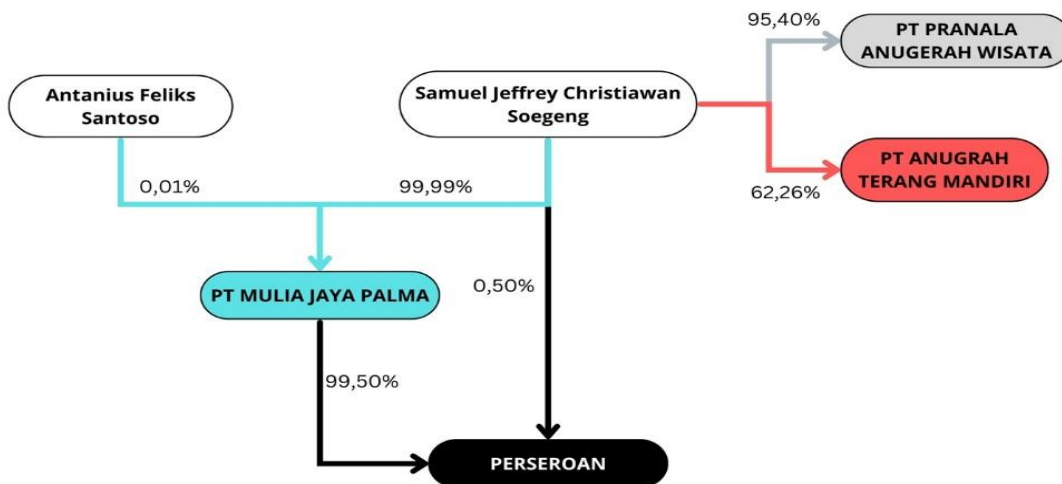 95,40%
PT PRANALA
ANUGERAH WISATA
Antanius Feliks
Santoso
Samuel Jeffrey Christiawan
Soegeng
PT ANUGRAH
TERANG MANDIRI
62,26%
0,01%
99,99%
PT MULIA JAYA PALMA
0,50%
99,50%
PERSEROAN